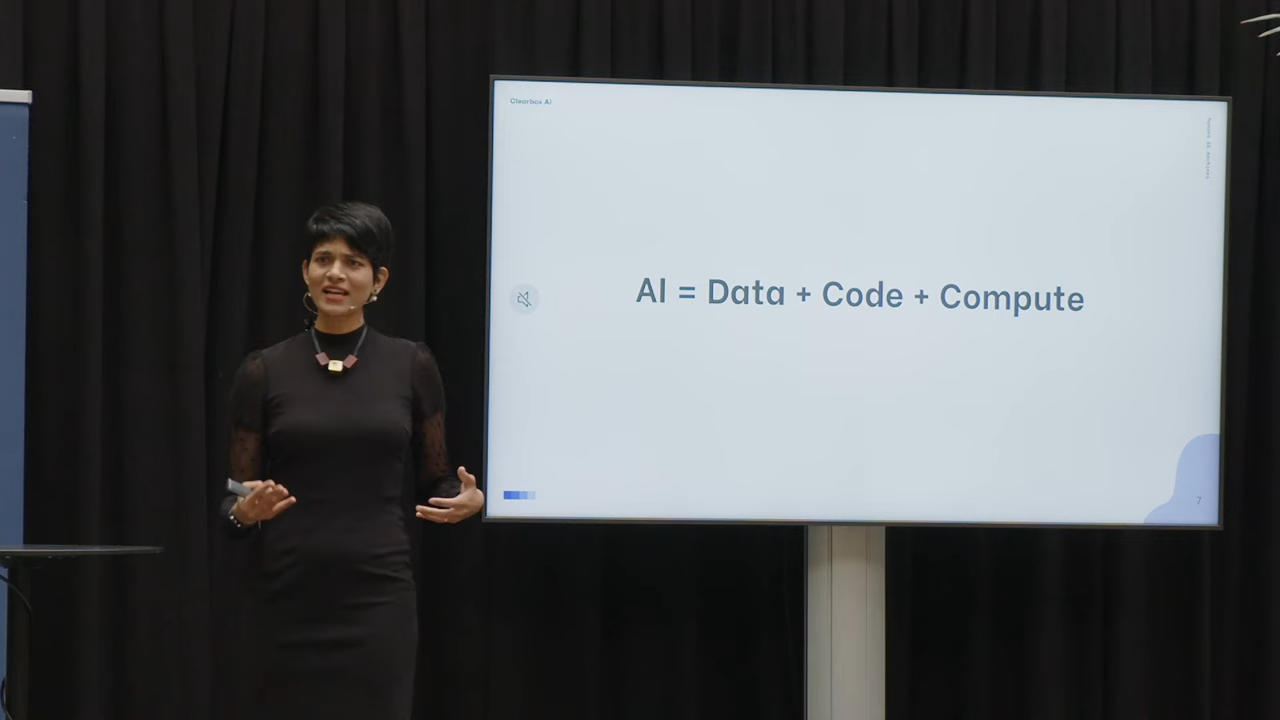 Clearbox AI
AI = Data + Code + Compute
7